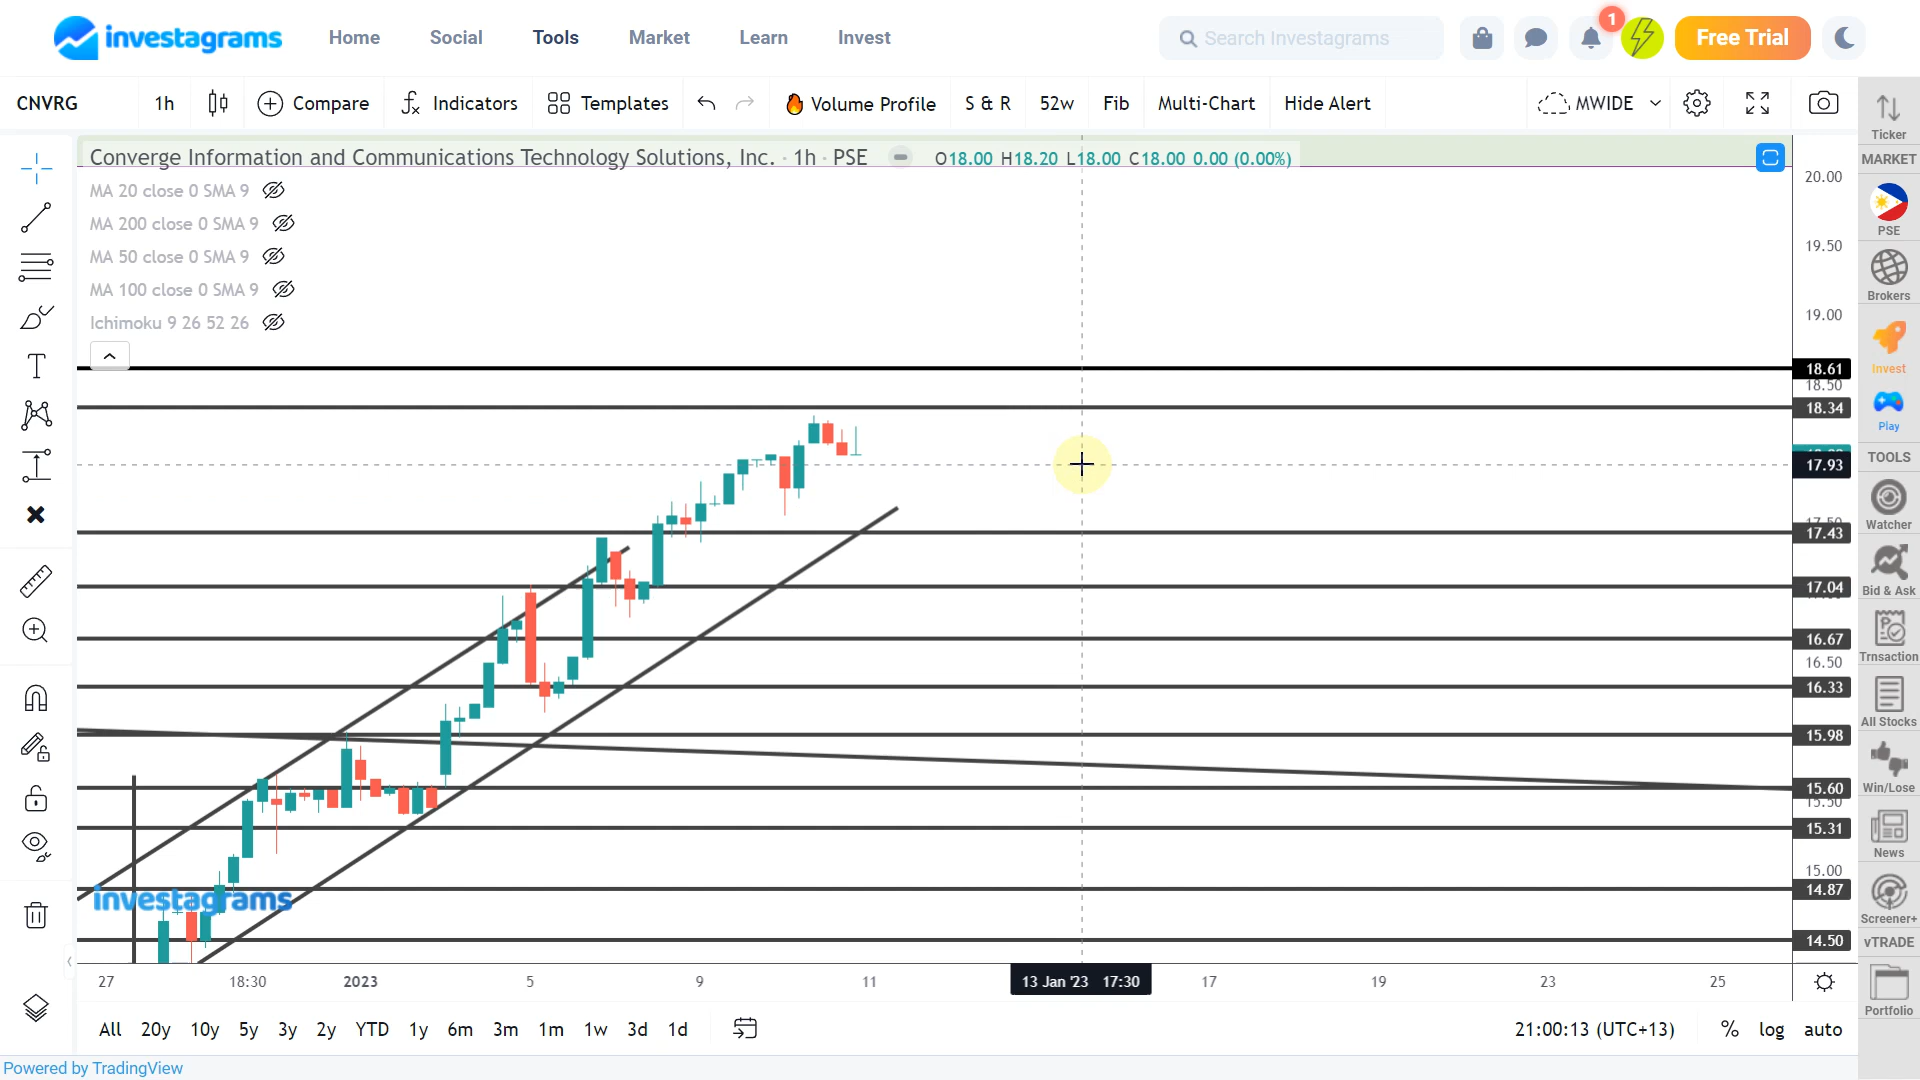 investagrams Home Social Tools Market Learn Invest Search Investagrams 1 Free Trial
CNVRG 1h Compare Indicators Templates Volume Profile S & R 52w Fib Multi-Chart Hide Alert MWIDE
Converge Information and Communications Technology Solutions, Inc. · 1h · PSE O18.00 H18.20 L18.00 C18.00 0.00 (0.00%)
MA 20 close 0 SMA 9
MA 200 close 0 SMA 9
MA 50 close 0 SMA 9
MA 100 close 0 SMA 9
Ichimoku 9 26 52 26
20.00
19.50
19.00
18.61
18.50
18.34
17.93
17.50
17.43
17.04
16.67
16.50
16.33
15.98
15.60
15.50
15.31
15.00
14.87
14.50
investagrams
27 18:30 2023 5 9 11 13 Jan '23 17:30 17 19 23 25
All 20y 10y 5y 3y 2y YTD 1y 6m 3m 1m 1w 3d 1d 21:00:13 (UTC+13) % log auto
Powered by TradingView
Ticker
MARKET
PSE
Brokers
Invest
Play
TOOLS
Watcher
Bid & Ask
Trnsaction
All Stocks
Win/Lose
News
Screener+
vTRADE
Portfolio